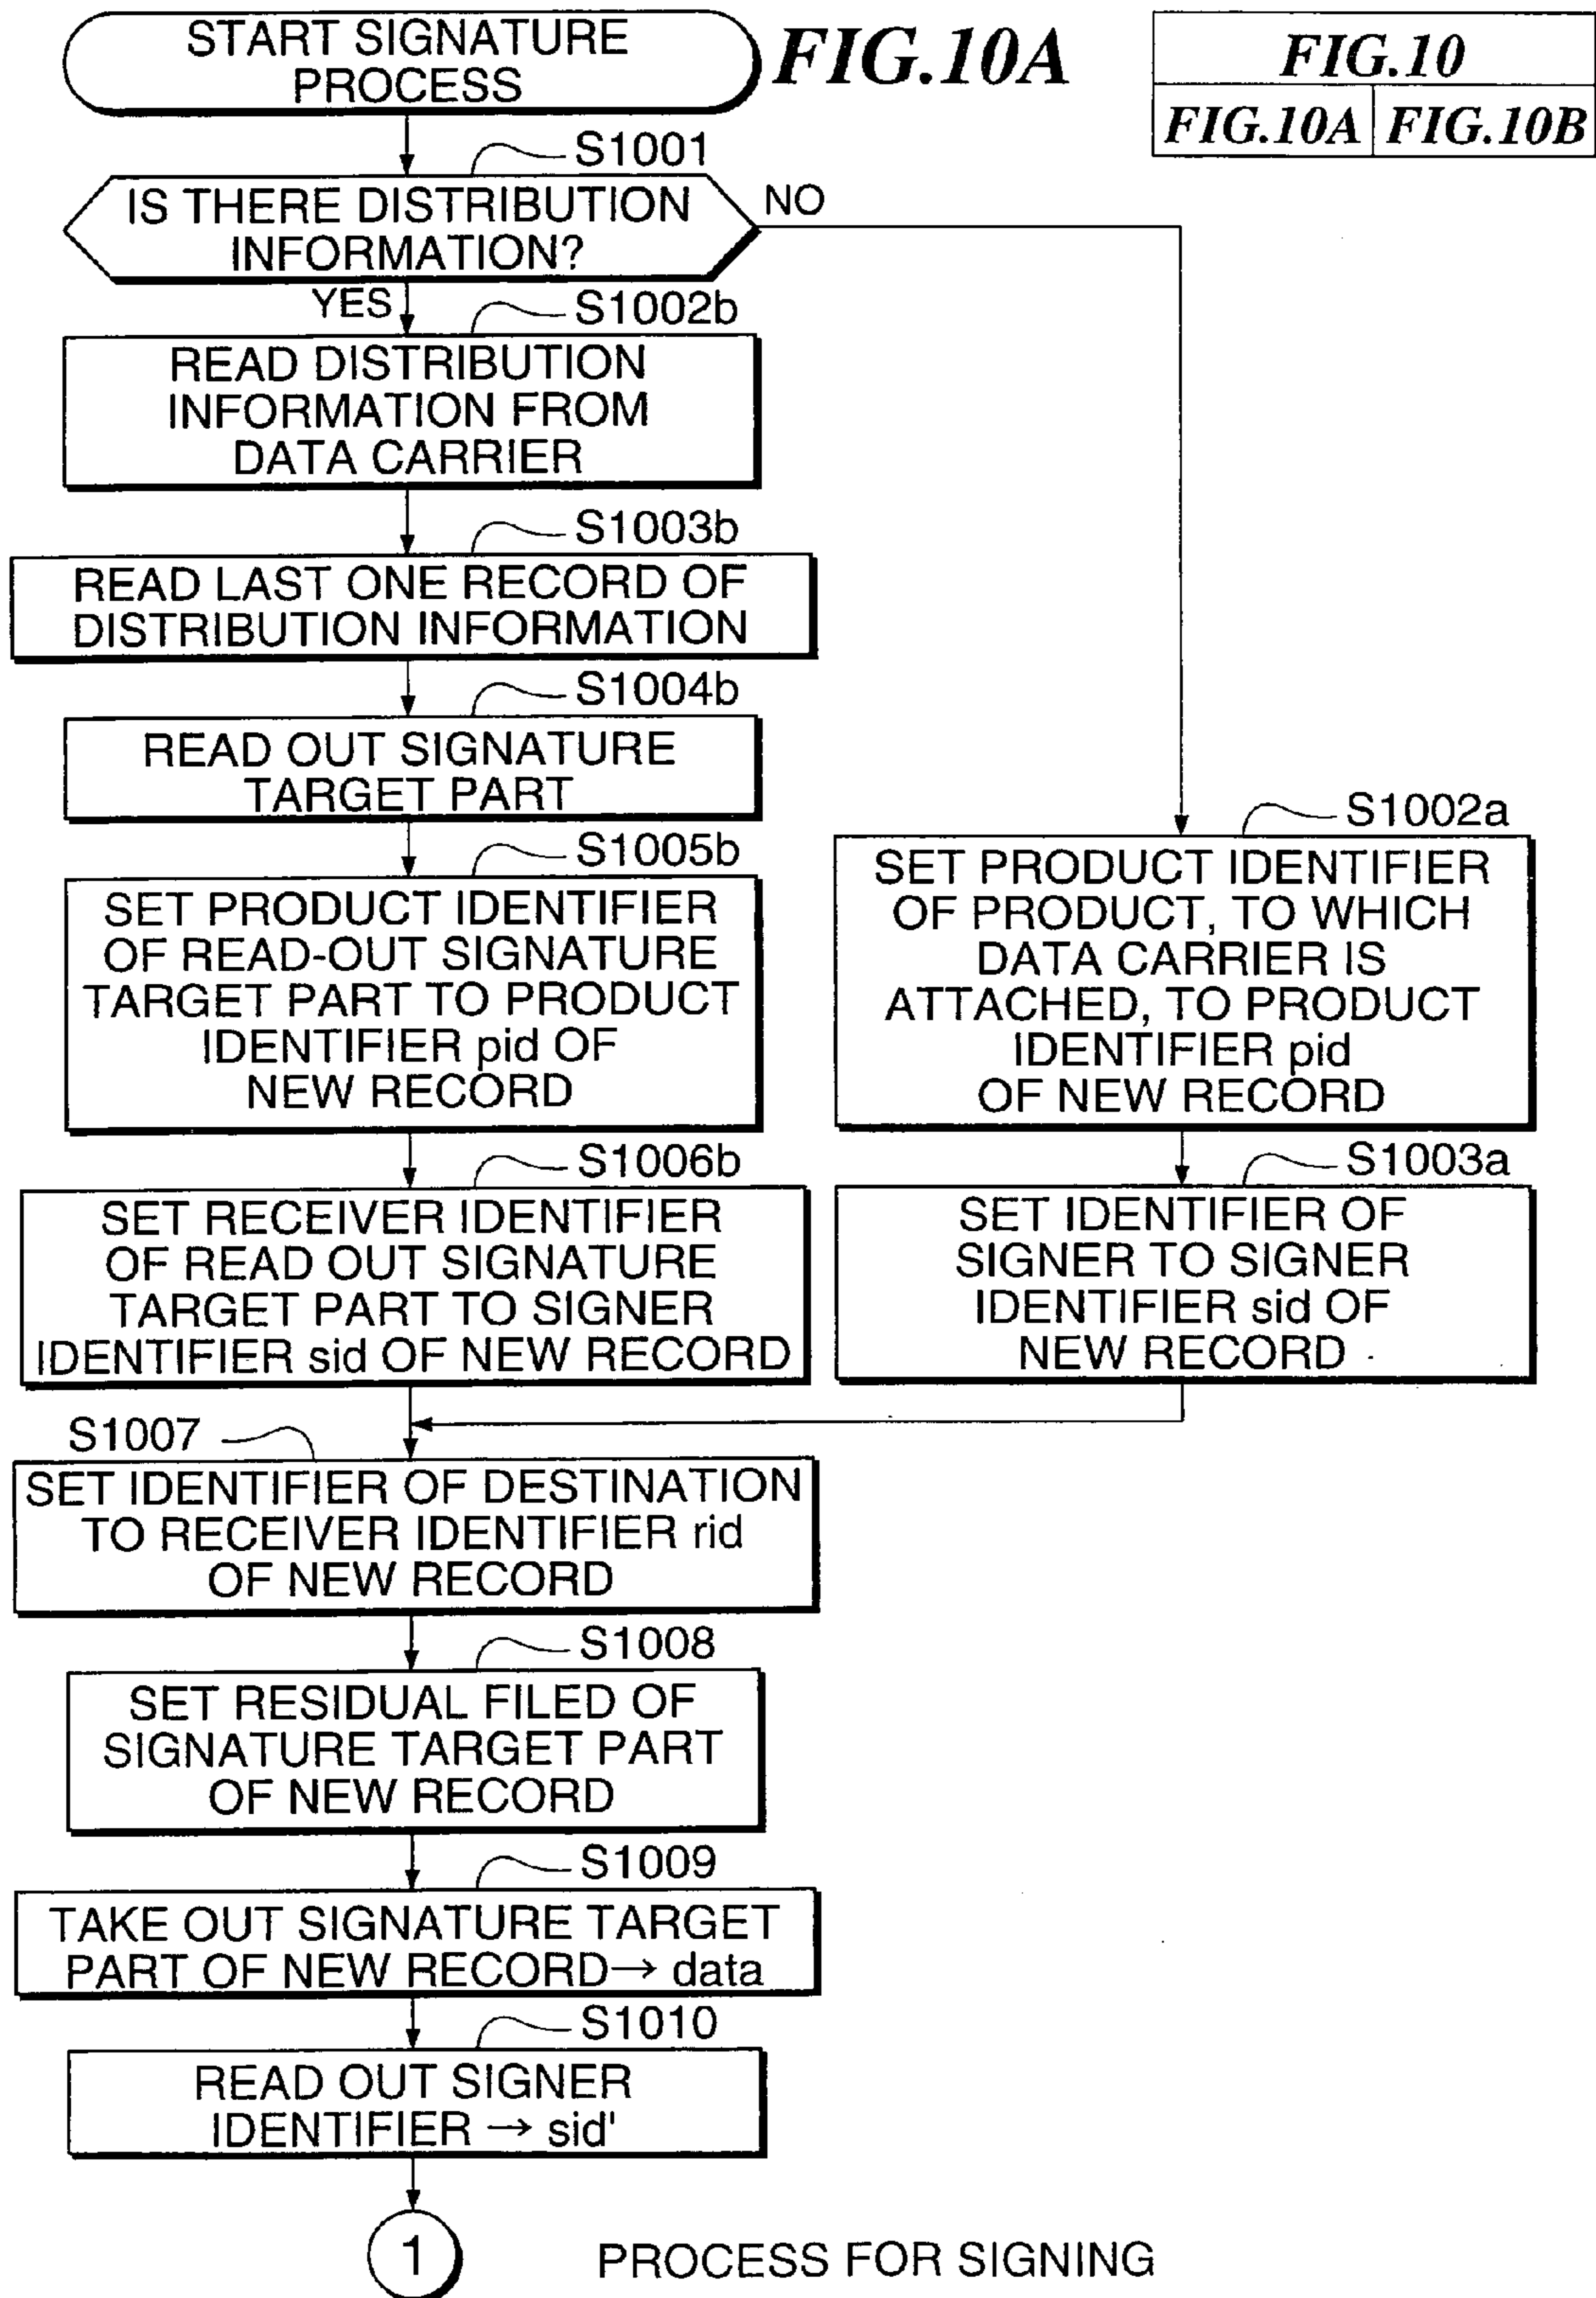 START SIGNATURE
PROCESS
FIG.10A
FIG.10
FIG.10A FIG.10B
S1001
IS THERE DISTRIBUTION
INFORMATION?
NO
YES
S1002b
READ DISTRIBUTION
INFORMATION FROM
DATA CARRIER
S1003b
READ LAST ONE RECORD OF
DISTRIBUTION INFORMATION
S1004b
READ OUT SIGNATURE
TARGET PART
S1005b
SET PRODUCT IDENTIFIER
OF READ-OUT SIGNATURE
TARGET PART TO PRODUCT
IDENTIFIER pid OF
NEW RECORD
S1002a
SET PRODUCT IDENTIFIER
OF PRODUCT, TO WHICH
DATA CARRIER IS
ATTACHED, TO PRODUCT
IDENTIFIER pid
OF NEW RECORD
S1006b
SET RECEIVER IDENTIFIER
OF READ OUT SIGNATURE
TARGET PART TO SIGNER
IDENTIFIER sid OF NEW RECORD
S1003a
SET IDENTIFIER OF
SIGNER TO SIGNER
IDENTIFIER sid OF
NEW RECORD
S1007
SET IDENTIFIER OF DESTINATION
TO RECEIVER IDENTIFIER rid
OF NEW RECORD
S1008
SET RESIDUAL FILED OF
SIGNATURE TARGET PART
OF NEW RECORD
S1009
TAKE OUT SIGNATURE TARGET
PART OF NEW RECORD→ data
S1010
READ OUT SIGNER
IDENTIFIER → sid'
1
PROCESS FOR SIGNING